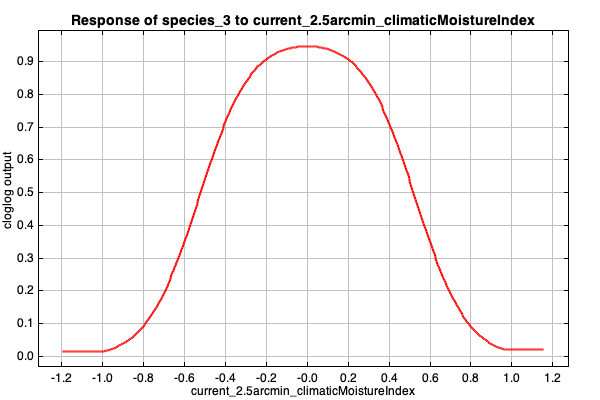 Response of species_3 to current_2.5arcmin_climaticMoistureIndex
cloglog output
0.9
0.8
0.7
0.6
0.5
0.4
0.3
0.2
0.1
0.0
-1.2 -1.0 -0.8 -0.6 -0.4 -0.2 -0.0 0.2 0.4 0.6 0.8 1.0 1.2
current_2.5arcmin_climaticMoistureIndex